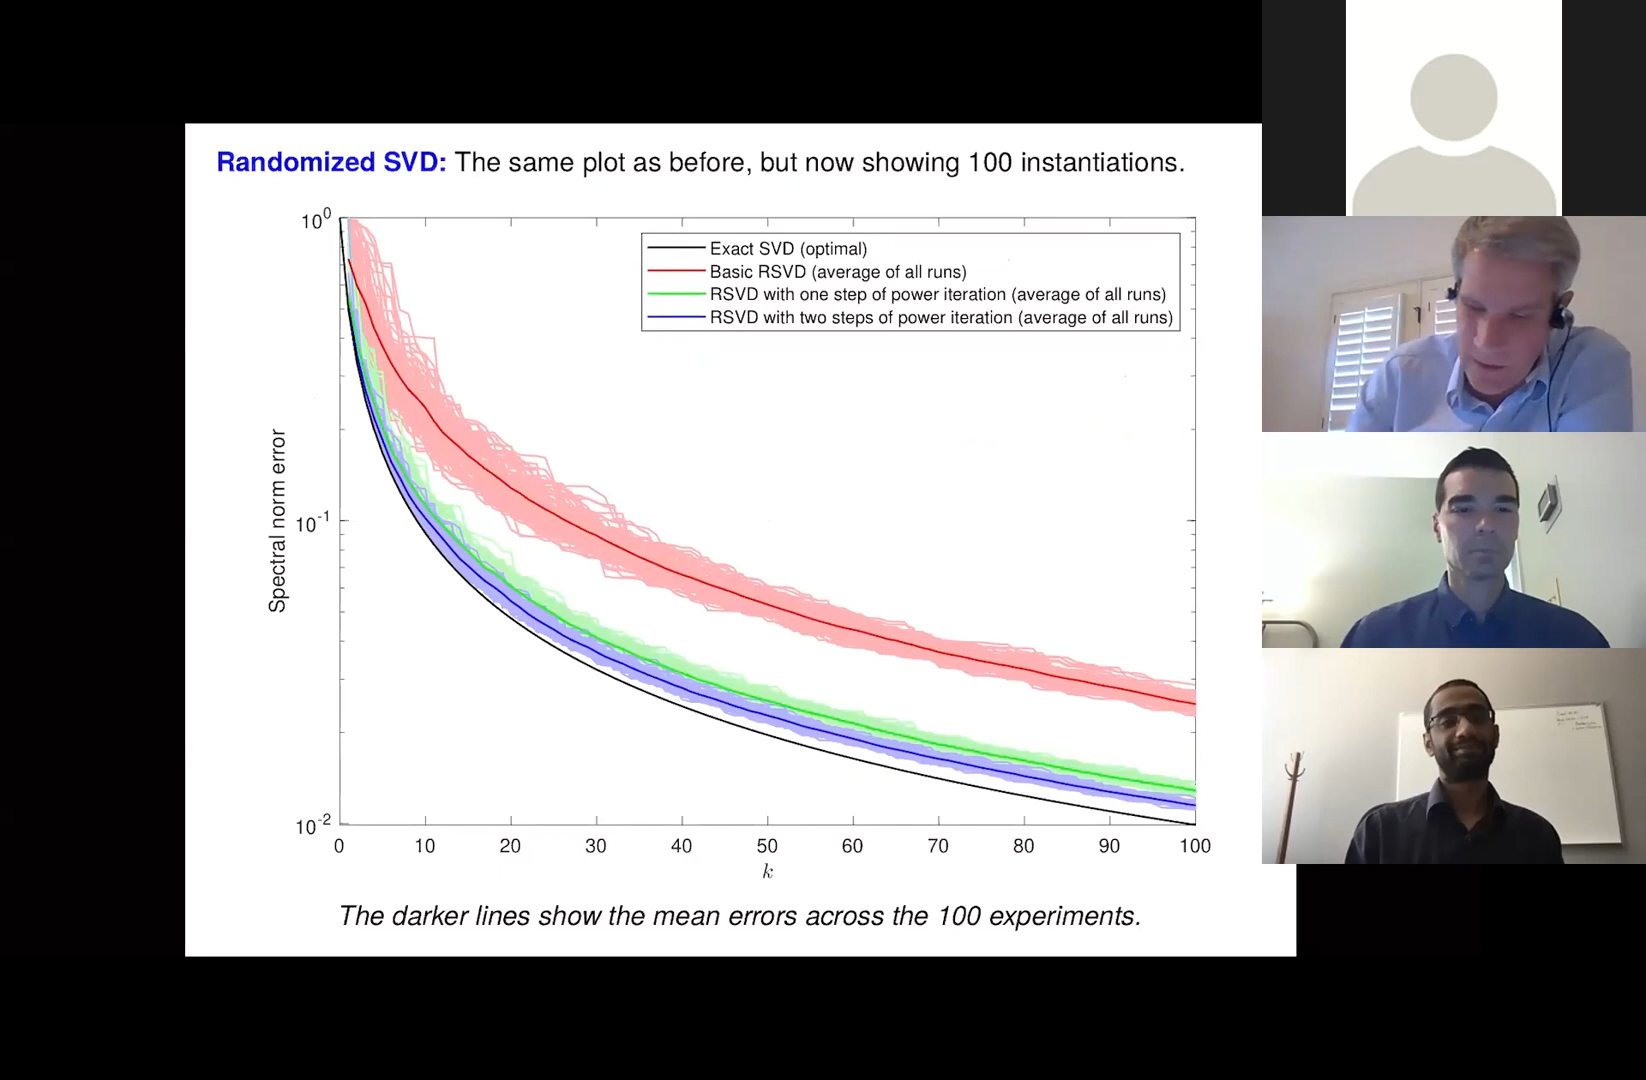 Randomized SVD: The same plot as before, but now showing 100 instantiations.
10^0
Exact SVD (optimal)
Basic RSVD (average of all runs)
RSVD with one step of power iteration (average of all runs)
RSVD with two steps of power iteration (average of all runs)
Spectral norm error
10^-1
10^-2
0 10 20 30 40 50 60 70 80 90 100
k
The darker lines show the mean errors across the 100 experiments.